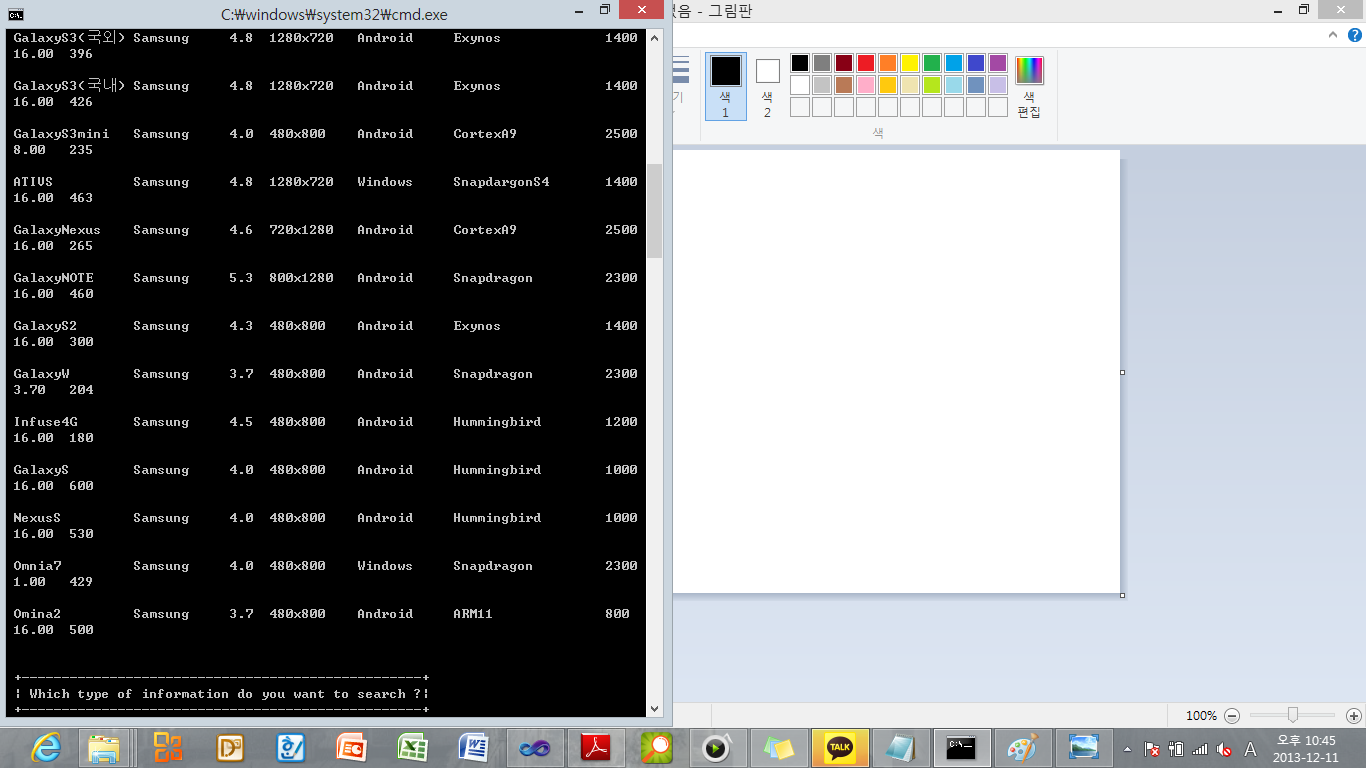 C:₩windows₩system32₩cmd.exe
GalaxyS3(국외) Samsung 4.8 1280x720 Android Exynos 1400
16.00 396
GalaxyS3(국내) Samsung 4.8 1280x720 Android Exynos 1400
16.00 426
GalaxyS3mini Samsung 4.0 480x800 Android CortexA9 2500
8.00 235
ATIVS Samsung 4.8 1280x720 Windows SnapdargonS4 1400
16.00 463
GalaxyNexus Samsung 4.6 720x1280 Android CortexA9 2500
16.00 265
GalaxyNOTE Samsung 5.3 800x1280 Android Snapdragon 2300
16.00 460
GalaxyS2 Samsung 4.3 480x800 Android Exynos 1400
16.00 300
GalaxyW Samsung 3.7 480x800 Android Snapdragon 2300
3.70 204
Infuse4G Samsung 4.5 480x800 Android Hummingbird 1200
16.00 180
GalaxyS Samsung 4.0 480x800 Android Hummingbird 1000
16.00 600
NexusS Samsung 4.0 480x800 Android Hummingbird 1000
16.00 530
Omnia7 Samsung 4.0 480x800 Windows Snapdragon 2300
1.00 429
Omina2 Samsung 3.7 480x800 Android ARM11 800
16.00 500
+--------------------------------------------------+
| Which type of information do you want to search ?|
+--------------------------------------------------+
없음 - 그림판
기
색
1
색
2
색
편집
색
100%
TALK
A
오후 10:45
2013-12-11